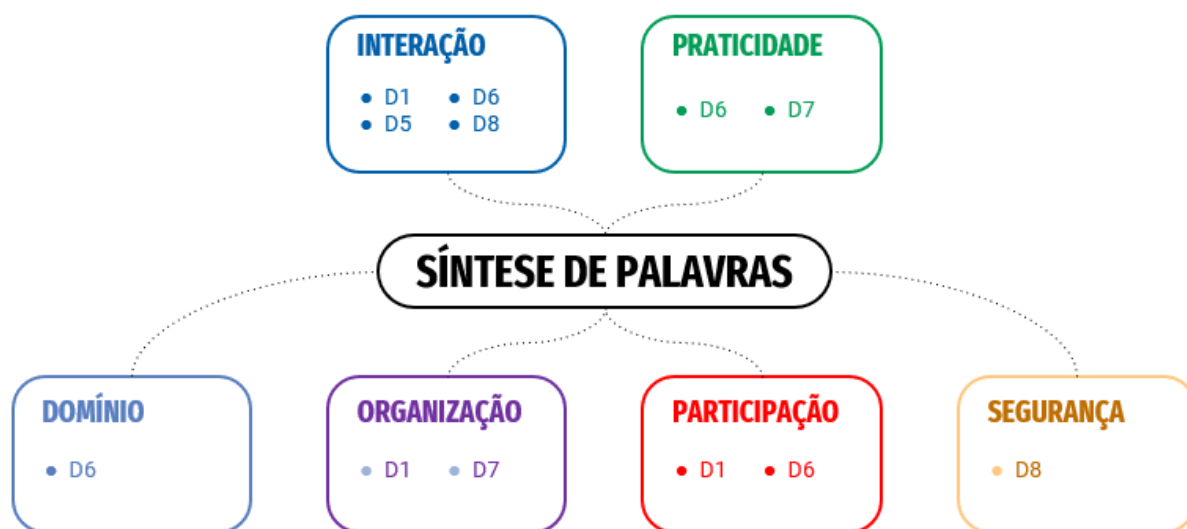 INTERAÇÃO
• D1 • D6
• D5 • D8
PRATICIDADE
• D6 • D7
SÍNTESE DE PALAVRAS
DOMÍNIO
• D6
ORGANIZAÇÃO
• D1 • D7
PARTICIPAÇÃO
• D1 • D6
SEGURANÇA
• D8